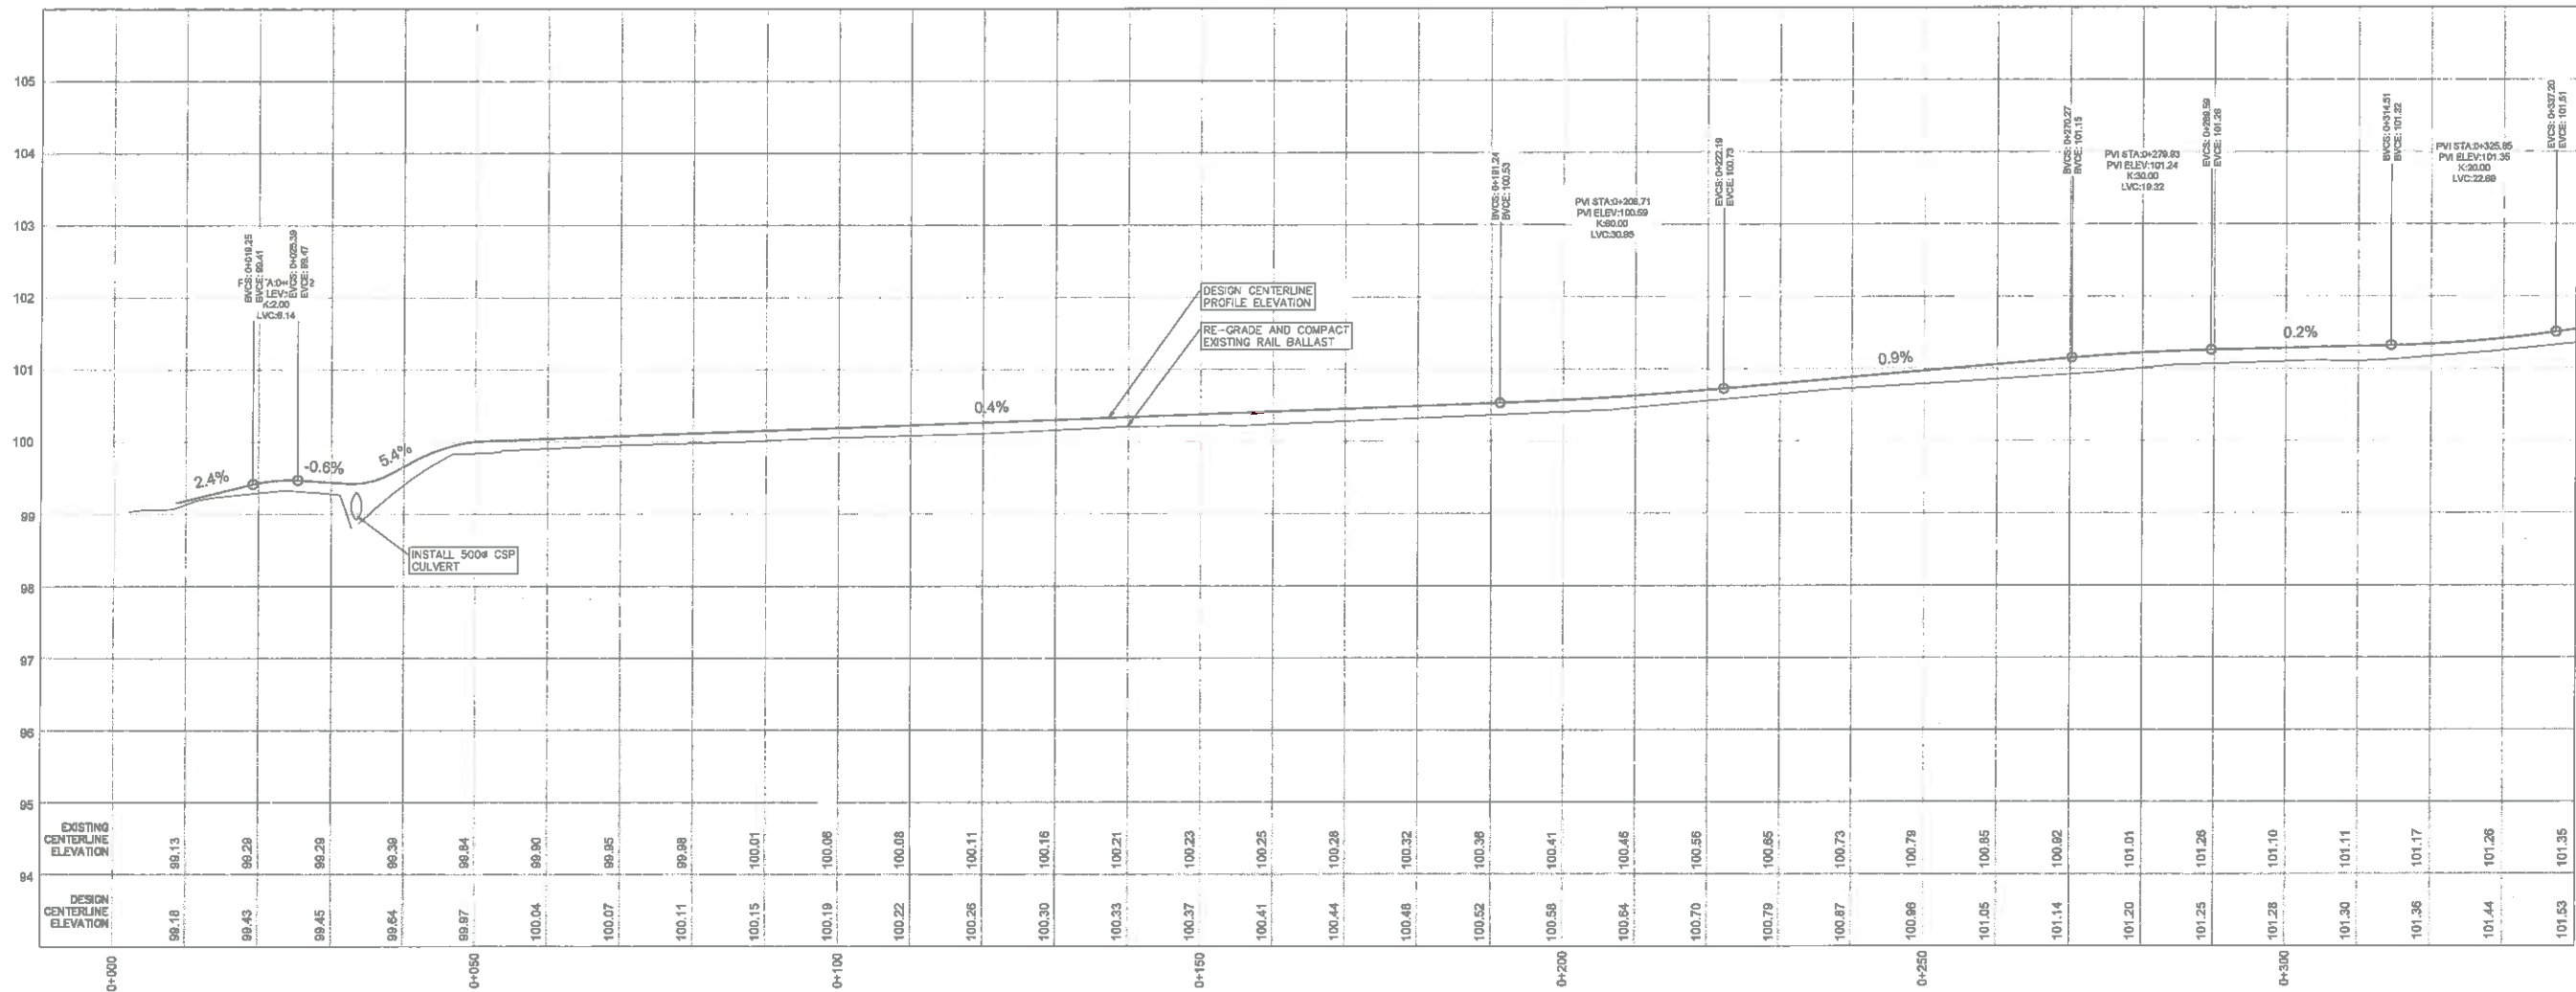 105
104
103
102
101
100
99
98
97
96
95
94
BVCS: 0+019.25
BVCE: 99.41
EVCS: 0+025.39
EVCE: 99.47
K:2.00
LVC:6.14
2.4%
-0.6%
5.4%
INSTALL 500ø CSP
CULVERT
0.4%
DESIGN CENTERLINE
PROFILE ELEVATION
RE-GRADE AND COMPACT
EXISTING RAIL BALLAST
BVCS: 0+191.24
BVCE: 100.53
PVI STA:0+206.71
PVI ELEV:100.59
K:60.00
LVC:30.95
EVCS: 0+222.19
EVCE: 100.73
0.9%
BVCS: 0+270.27
BVCE: 101.15
PVI STA:0+279.93
PVI ELEV:101.24
K:30.00
LVC:19.32
EVCS: 0+289.59
EVCE: 101.26
0.2%
BVCS: 0+314.51
BVCE: 101.32
PVI STA:0+325.85
PVI ELEV:101.35
K:20.00
LVC:22.69
EVCS: 0+337.20
EVCE: 101.51
EXISTING
CENTERLINE
ELEVATION
99.13 99.29 99.29 99.39 99.84 99.90 99.95 99.98 100.01 100.06 100.08 100.11 100.16 100.21 100.23 100.25 100.28 100.32 100.36 100.41 100.46 100.56 100.65 100.73 100.79 100.85 100.92 101.01 101.26 101.10 101.11 101.17 101.26 101.35
DESIGN
CENTERLINE
ELEVATION
99.18 99.43 99.45 99.64 99.97 100.04 100.07 100.11 100.15 100.19 100.22 100.26 100.30 100.33 100.37 100.41 100.44 100.48 100.52 100.58 100.64 100.70 100.79 100.87 100.96 101.05 101.14 101.20 101.25 101.28 101.30 101.36 101.44 101.53
0+000 0+050 0+100 0+150 0+200 0+250 0+300